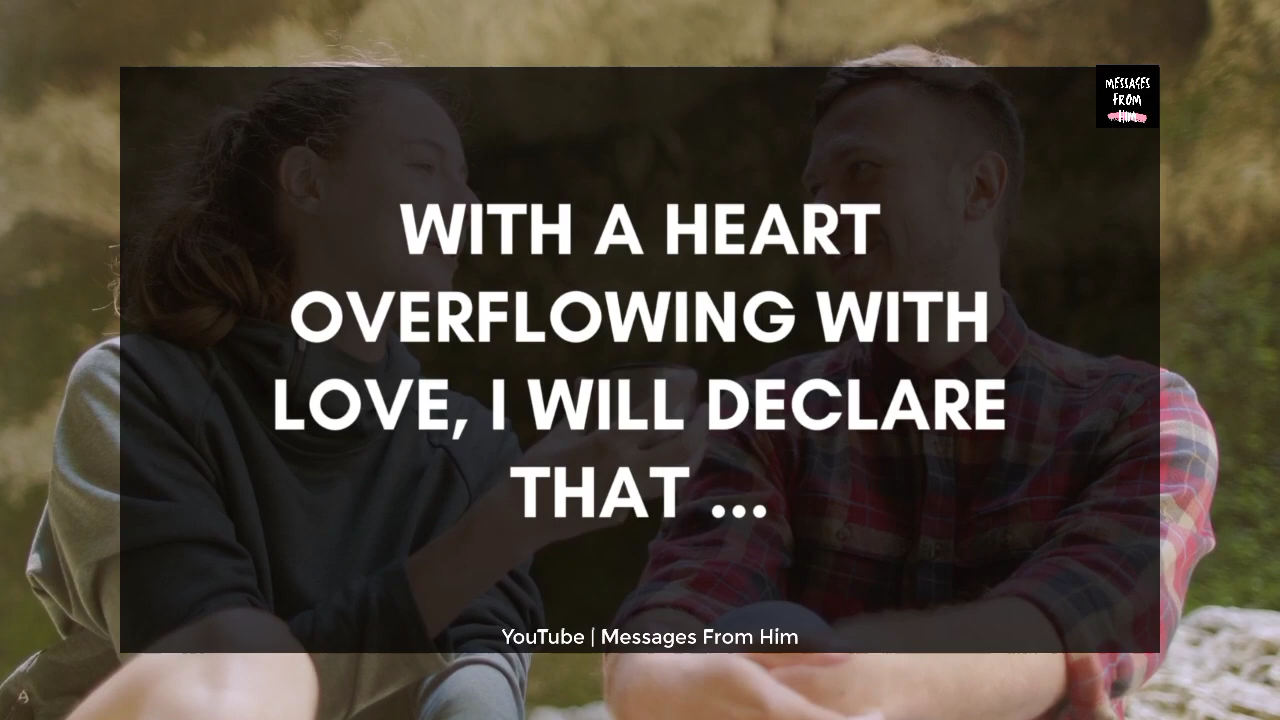 MESSAGES
FROM
HIM
WITH A HEART
OVERFLOWING WITH
LOVE, I WILL DECLARE
THAT ...
YouTube | Messages From Him